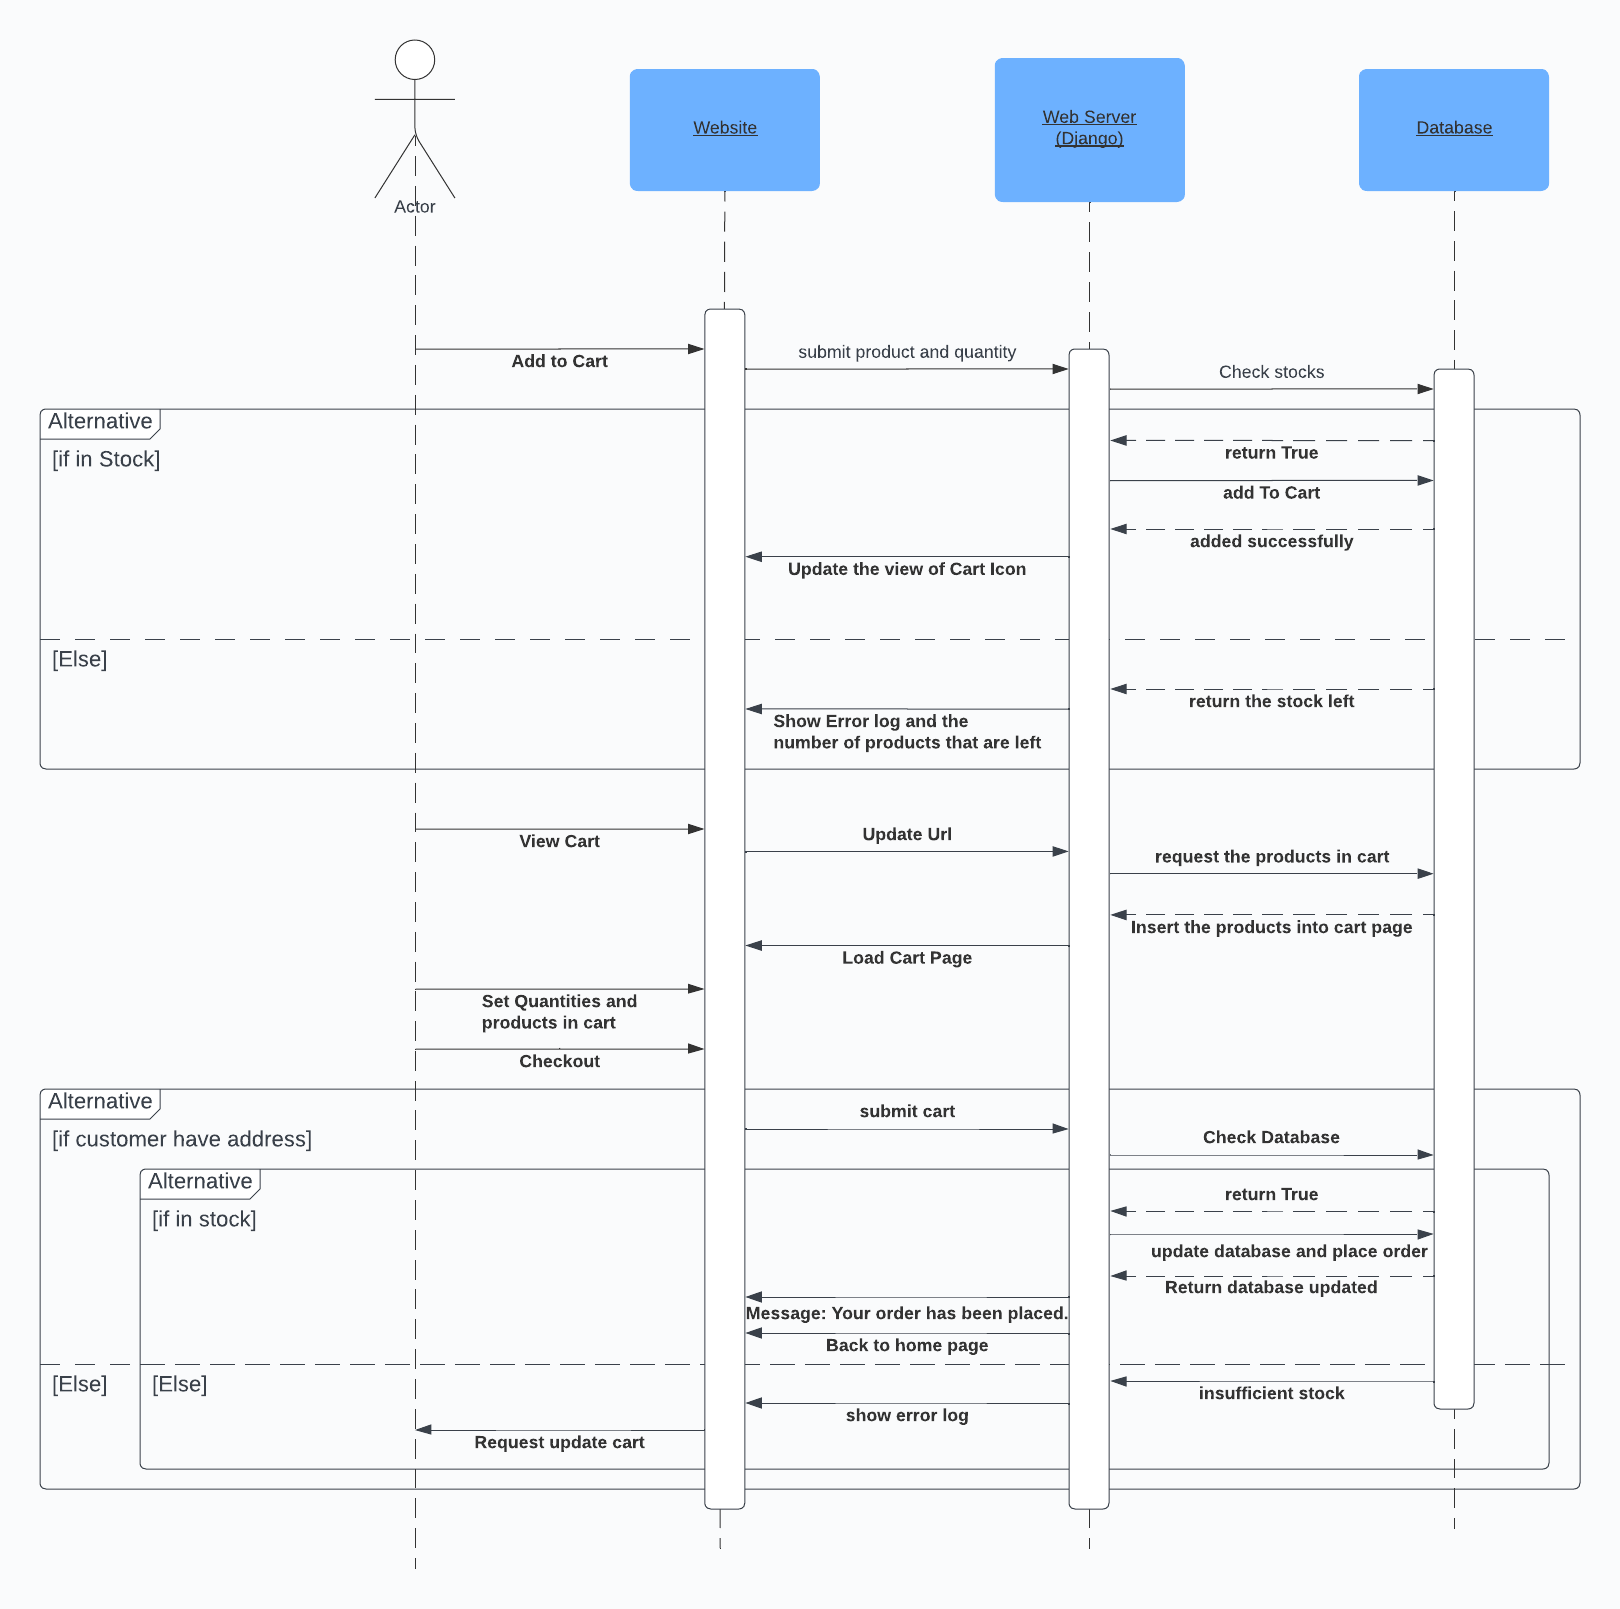 Website
Web Server
(Django)
Database
Actor
Add to Cart
submit product and quantity
Check stocks
Alternative
[if in Stock]
return True
add To Cart
added successfully
Update the view of Cart Icon
[Else]
return the stock left
Show Error log and the
number of products that are left
View Cart
Update Url
request the products in cart
Insert the products into cart page
Load Cart Page
Set Quantities and
products in cart
Checkout
Alternative
[if customer have address]
submit cart
Check Database
Alternative
[if in stock]
return True
update database and place order
Return database updated
Message: Your order has been placed.
Back to home page
[Else]
[Else]
insufficient stock
show error log
Request update cart